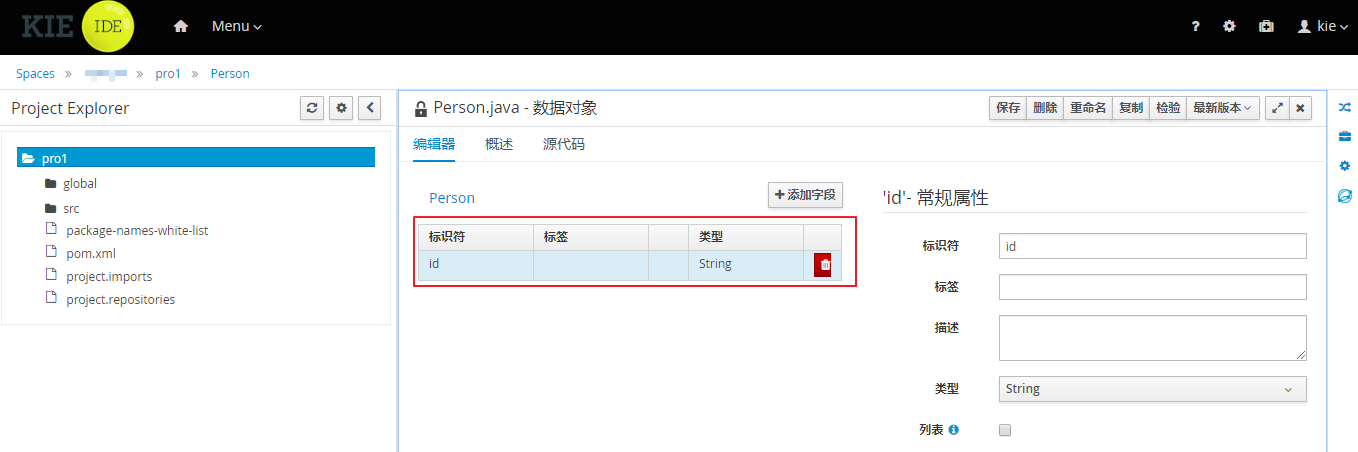 KIE IDE Menu ? kie
Spaces » » pro1 » Person
Project Explorer
pro1
global
src
package-names-white-list
pom.xml
project.imports
project.repositories
Person.java - 数据对象
保存 删除 重命名 复制 检验 最新版本
编辑器 概述 源代码
Person
+添加字段
标识符 标签 类型
id String
'id'- 常规属性
标识符 id
标签
描述
类型 String
列表